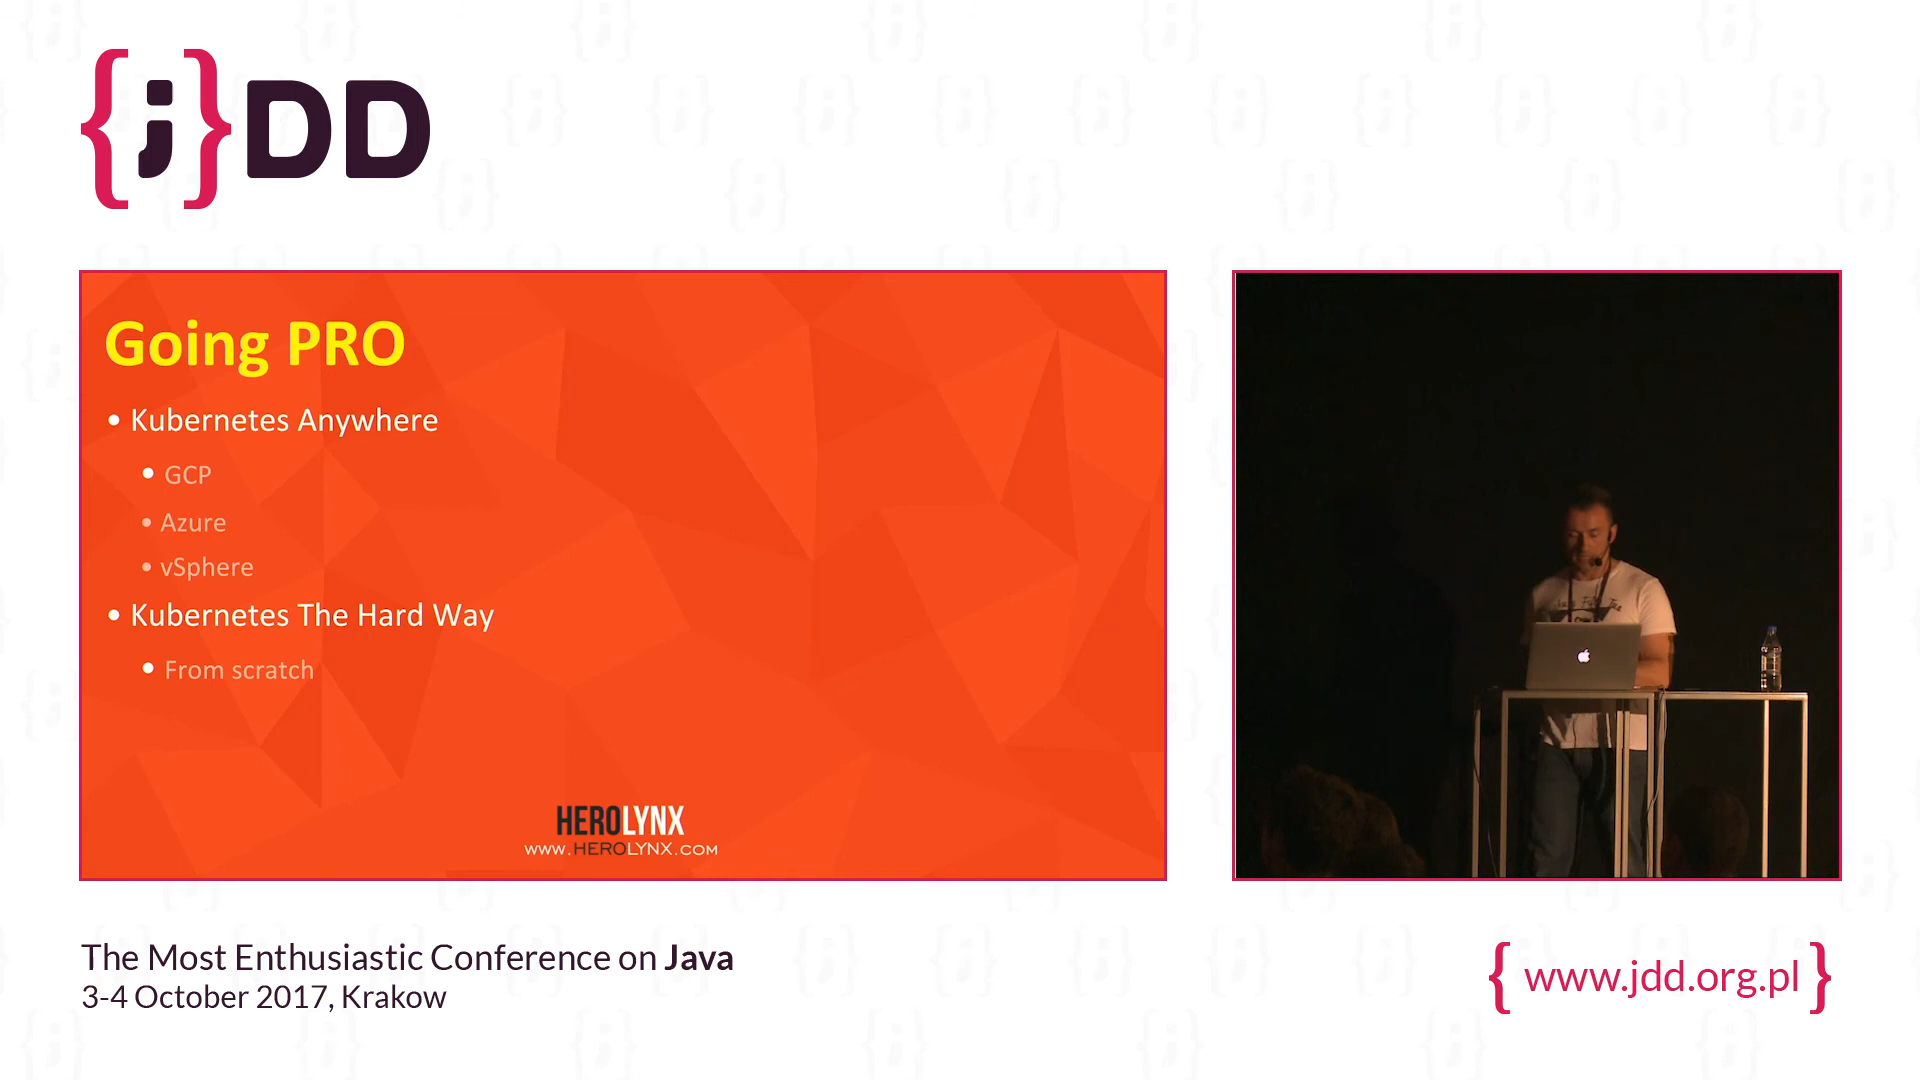 {;}DD
Going PRO
• Kubernetes Anywhere
• GCP
• Azure
• vSphere
• Kubernetes The Hard Way
• From scratch
HEROLYNX
WWW.HEROLYNX.COM
The Most Enthusiastic Conference on Java
3-4 October 2017, Krakow
{ www.jdd.org.pl }